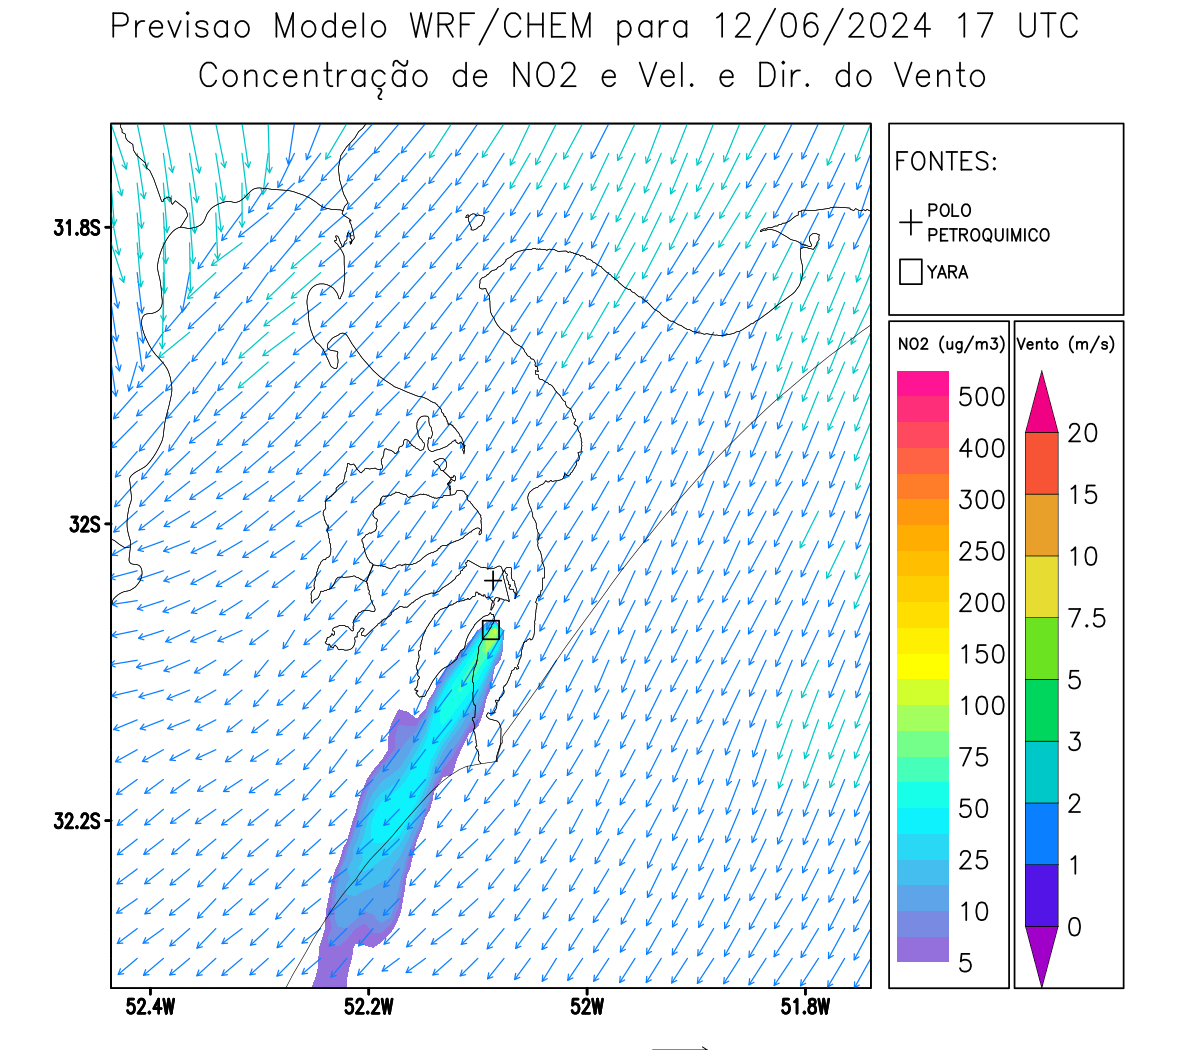 Previsao Modelo WRF/CHEM para 12/06/2024 17 UTC
Concentração de NO2 e Vel. e Dir. do Vento
FONTES:
POLO
PETROQUIMICO
YARA
NO2 (ug/m3)
500
400
300
250
200
150
100
75
50
25
10
5
Vento (m/s)
20
15
10
7.5
5
3
2
1
0
31.8S
32S
32.2S
52.4W
52.2W
52W
51.8W